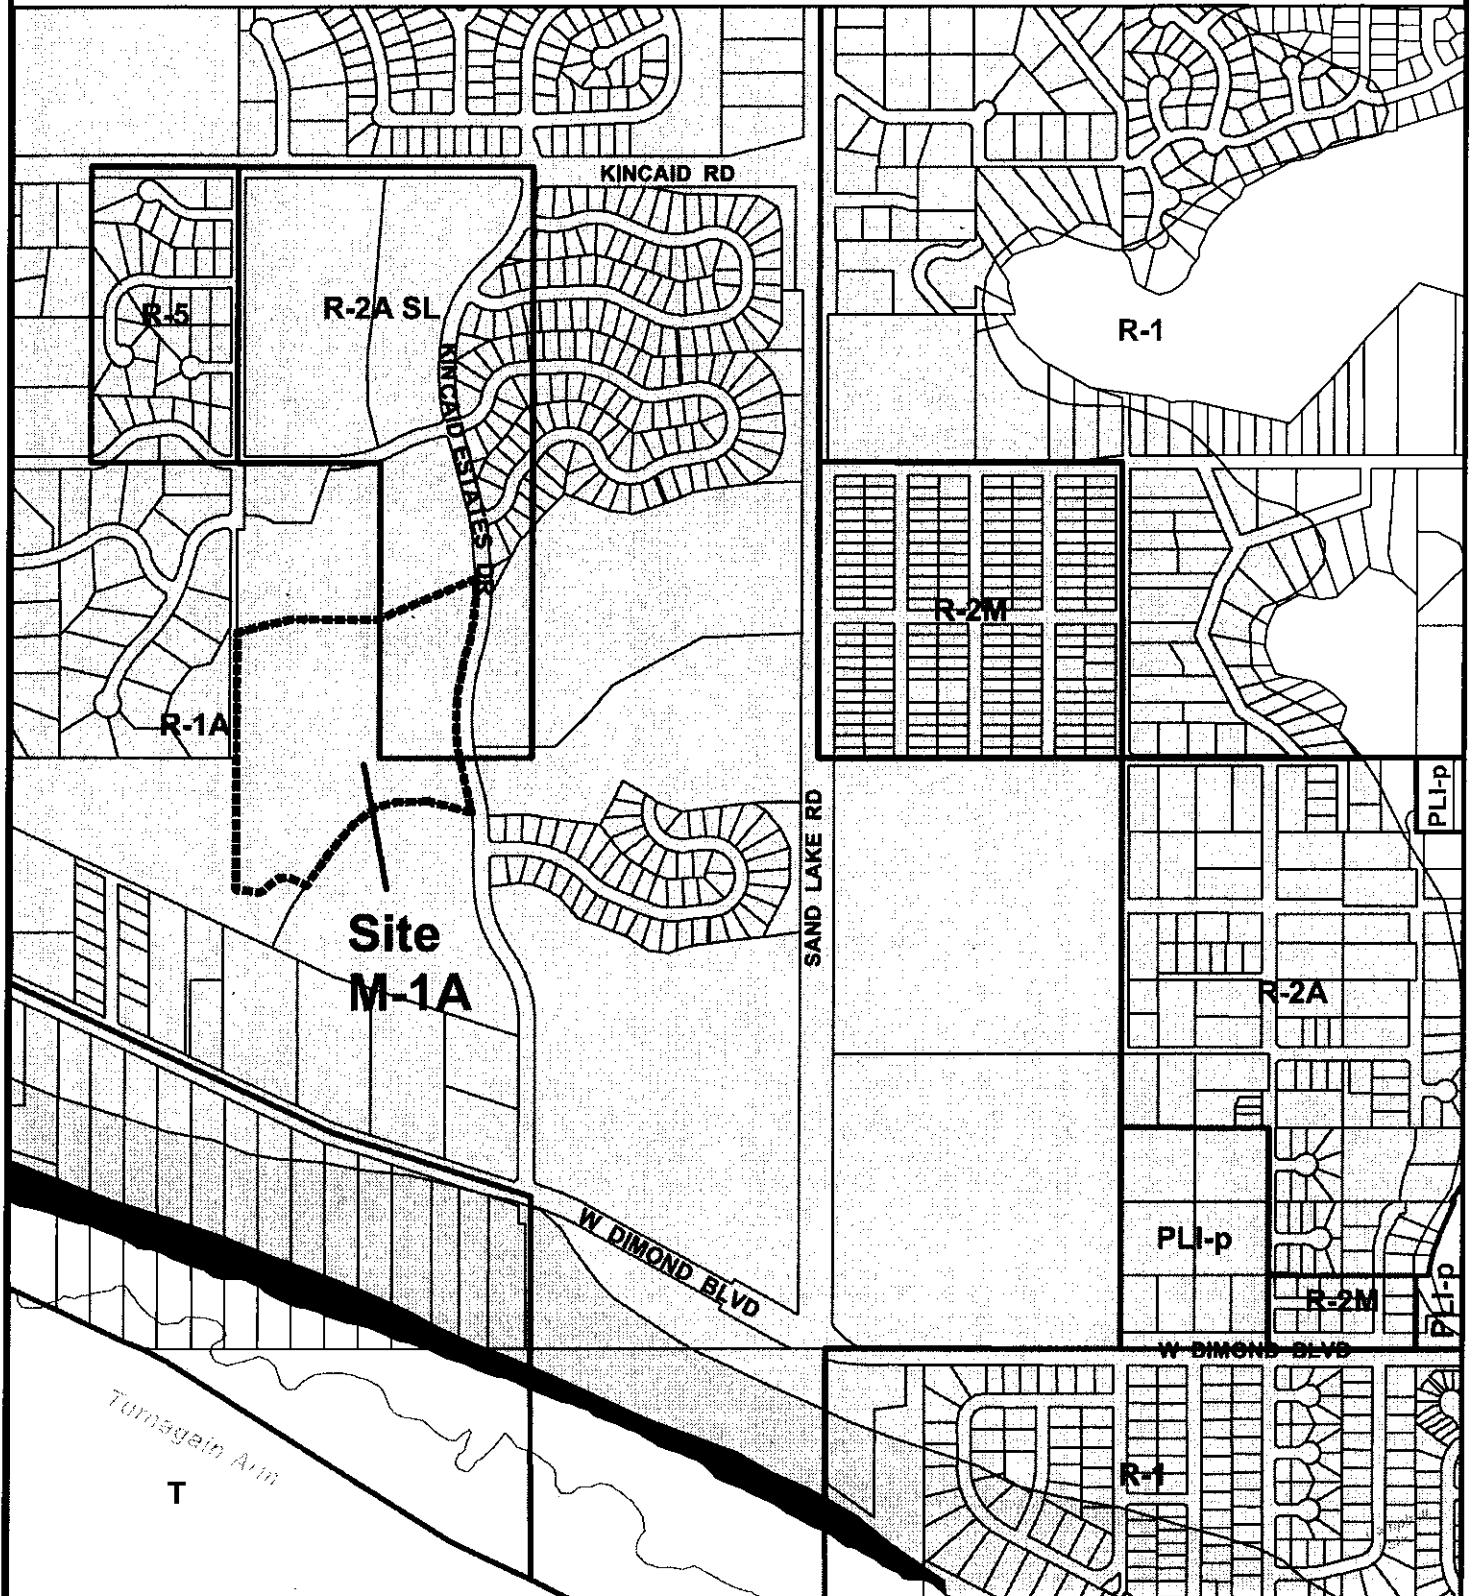 KINCAID RD
R-5
R-2A SL
R-1
KINCAID ESTATES DR
R-2M
R-1A
PLI-p
SAND LAKE RD
Site
M-1A
R-2A
W DIMOND BLVD
PLI-p
R-2M
PLI-p
W DIMOND BLVD
Turnagain Arm
R-1
T